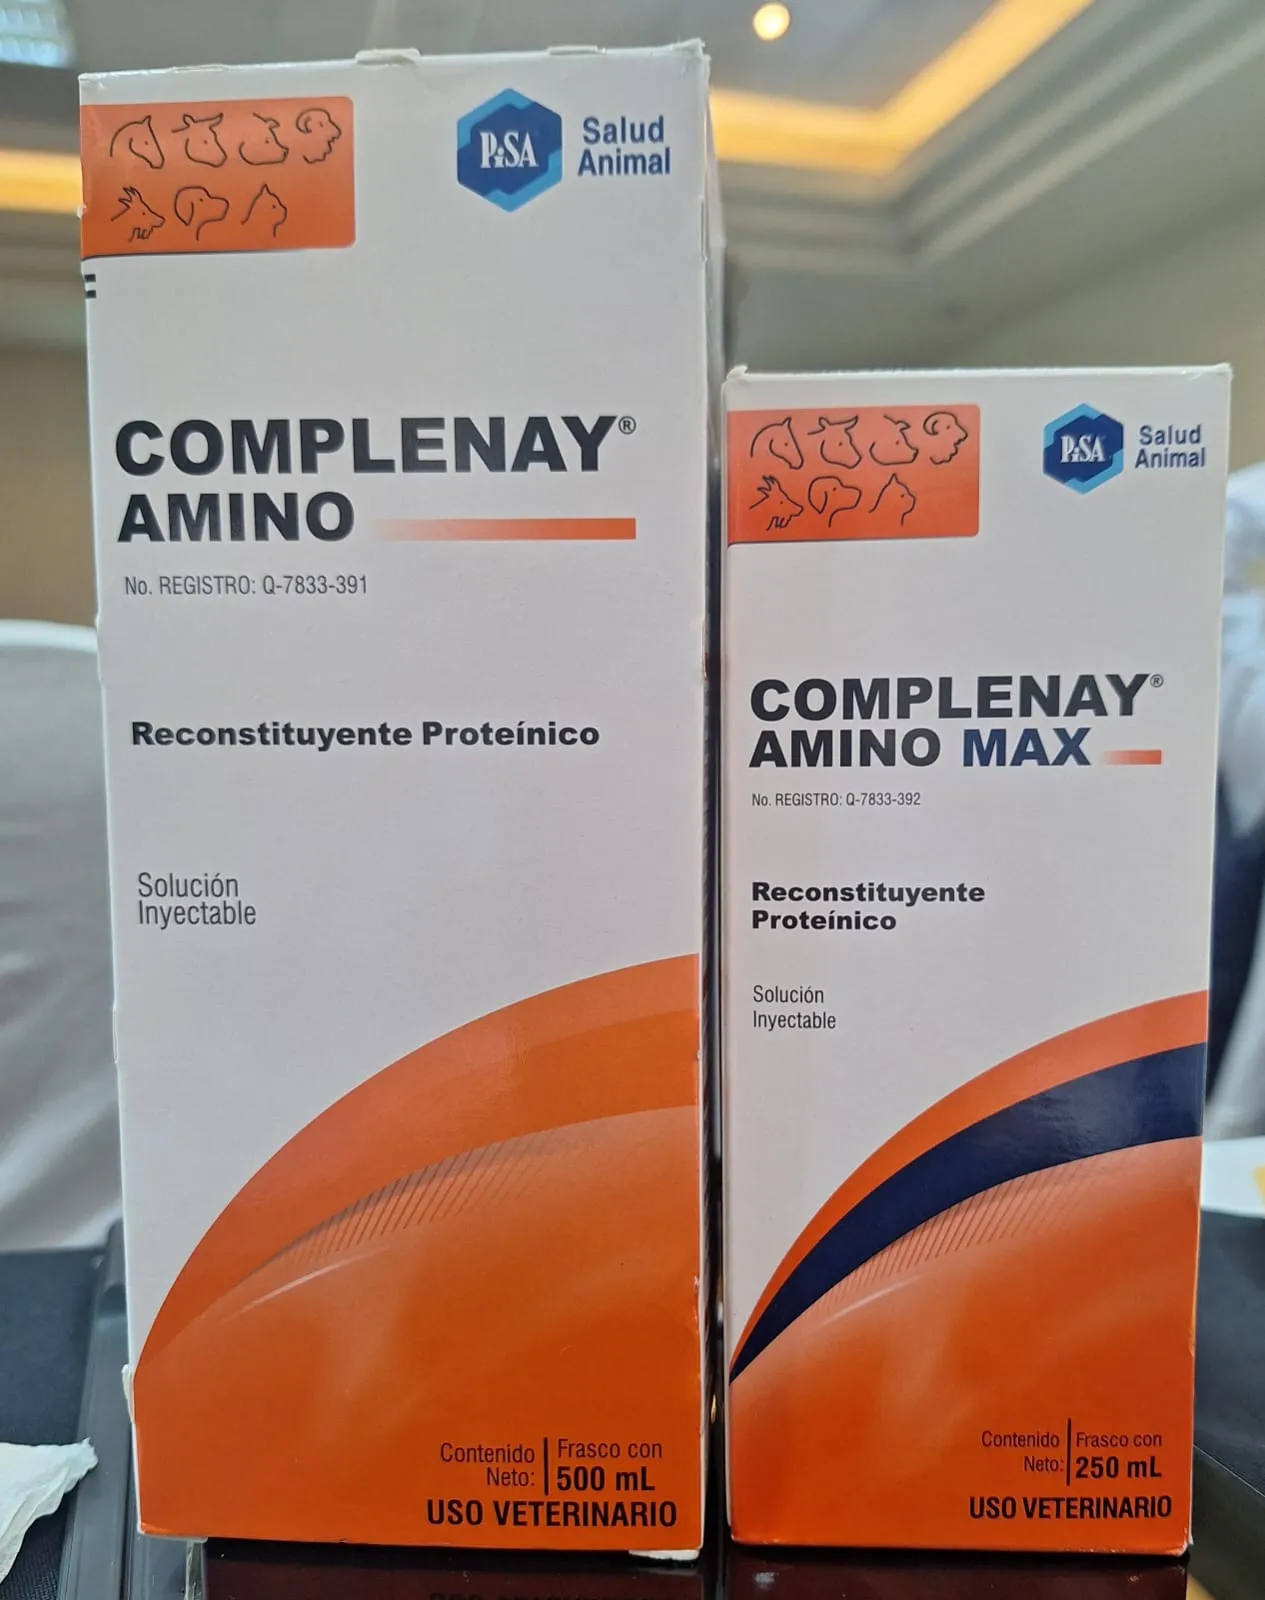 PiSA
Salud
Animal
COMPLENAY®
AMINO
No. REGISTRO: Q-7833-391
Reconstituyente Proteínico
Solución
Inyectable
Contenido
Neto:
Frasco con
500 mL
USO VETERINARIO
PiSA
Salud
Animal
COMPLENAY®
AMINO MAX
No. REGISTRO: Q-7833-392
Reconstituyente
Proteínico
Solución
Inyectable
Contenido
Neto:
Frasco con
250 mL
USO VETERINARIO